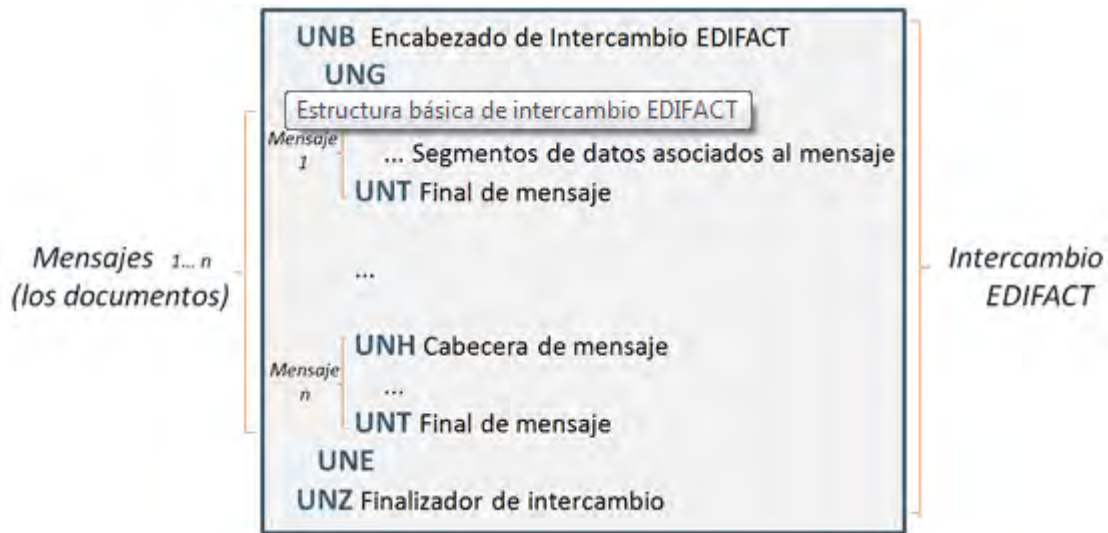 UNB Encabezado de Intercambio EDIFACT
UNG
Estructura básica de intercambio EDIFACT
Mensaje
1
... Segmentos de datos asociados al mensaje
UNT Final de mensaje
Mensajes 1... n
(los documentos)
...
Intercambio
EDIFACT
UNH Cabecera de mensaje
Mensaje
n
...
UNT Final de mensaje
UNE
UNZ Finalizador de intercambio